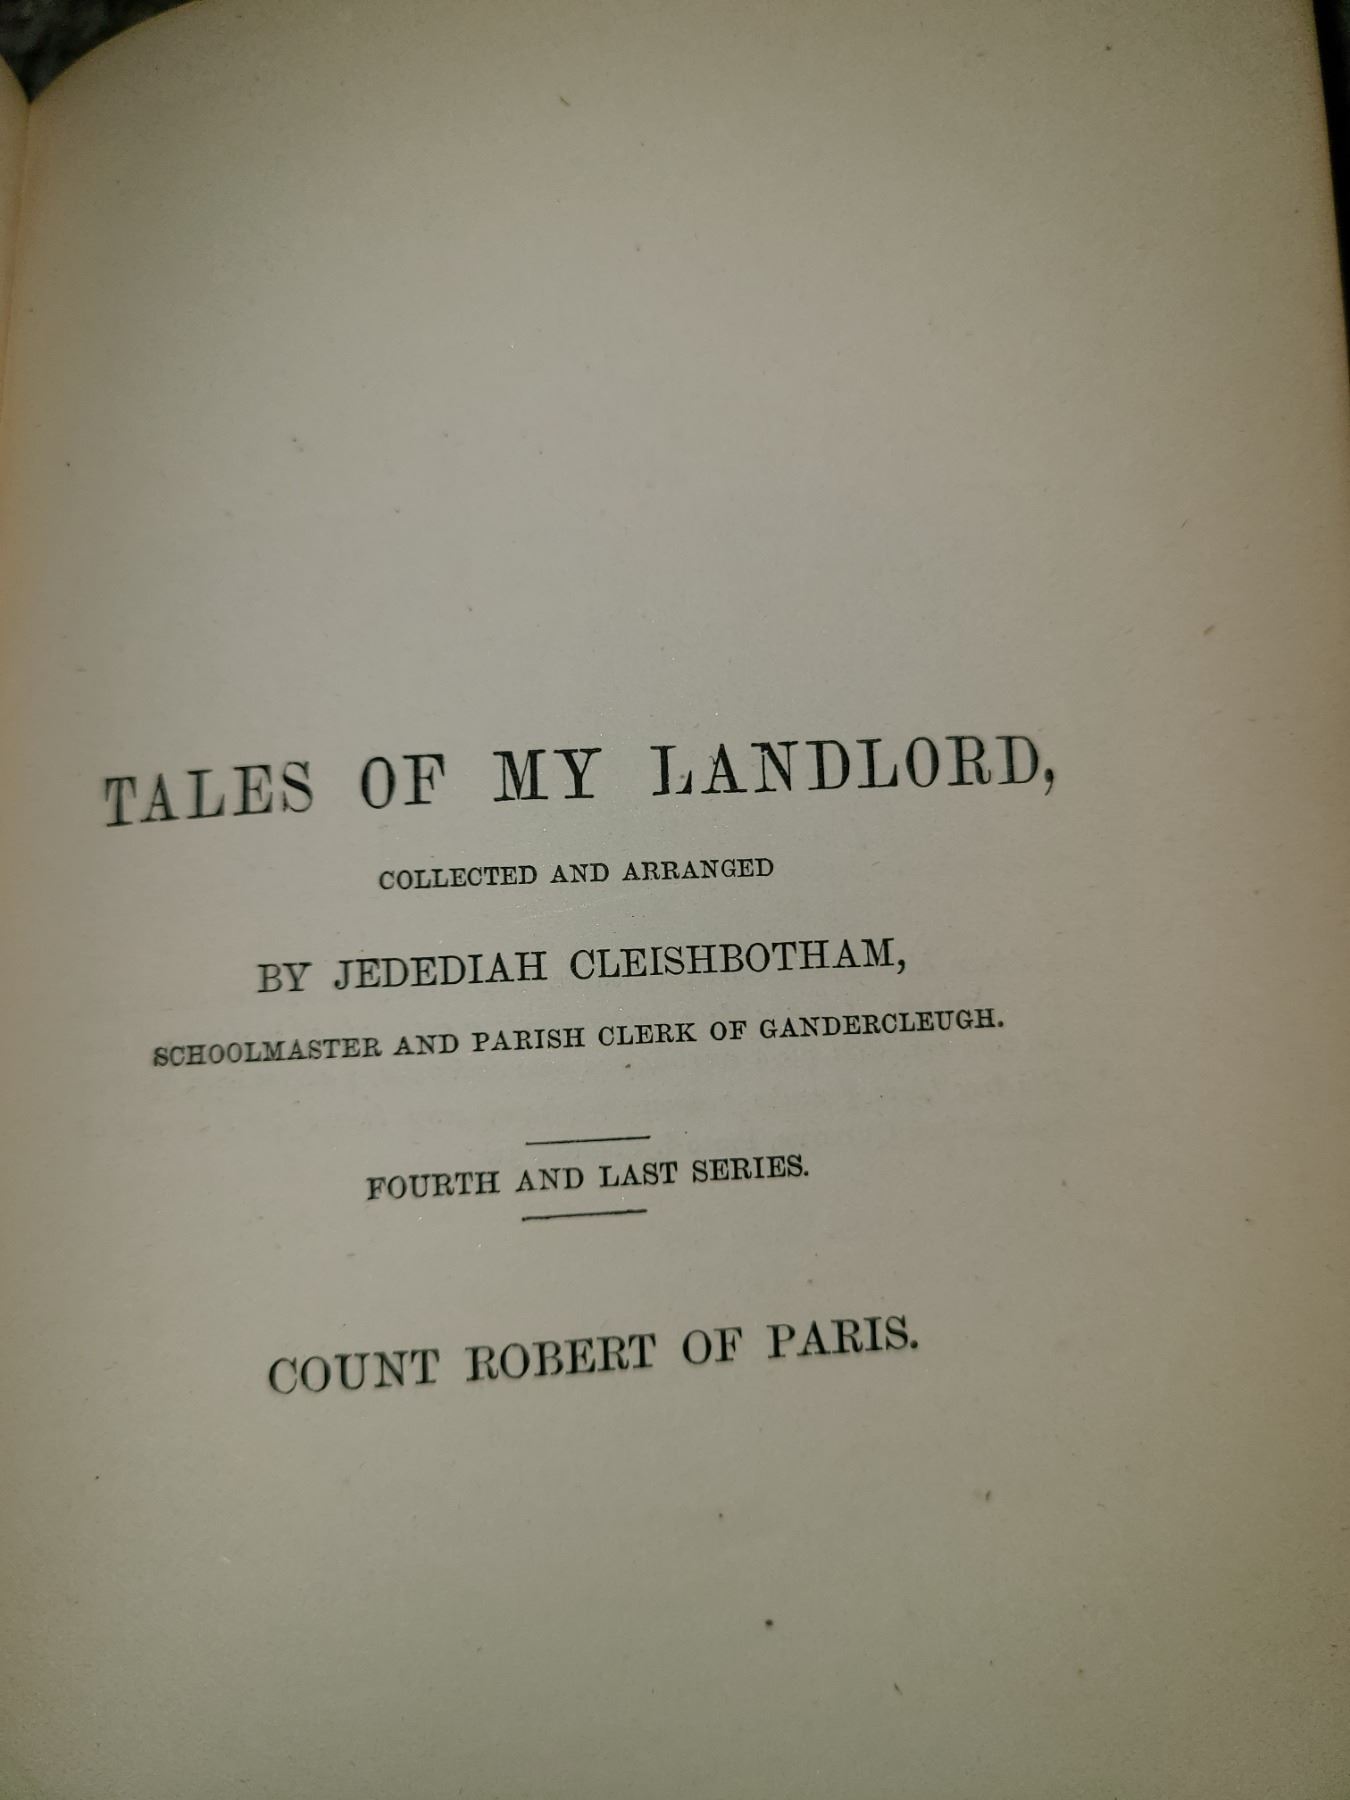 TALES OF MY LANDLORD,
COLLECTED AND ARRANGED
BY JEDEDIAH CLEISHBOTHAM,
SCHOOLMASTER AND PARISH CLERK OF GANDERCLEUGH.
FOURTH AND LAST SERIES.
COUNT ROBERT OF PARIS.